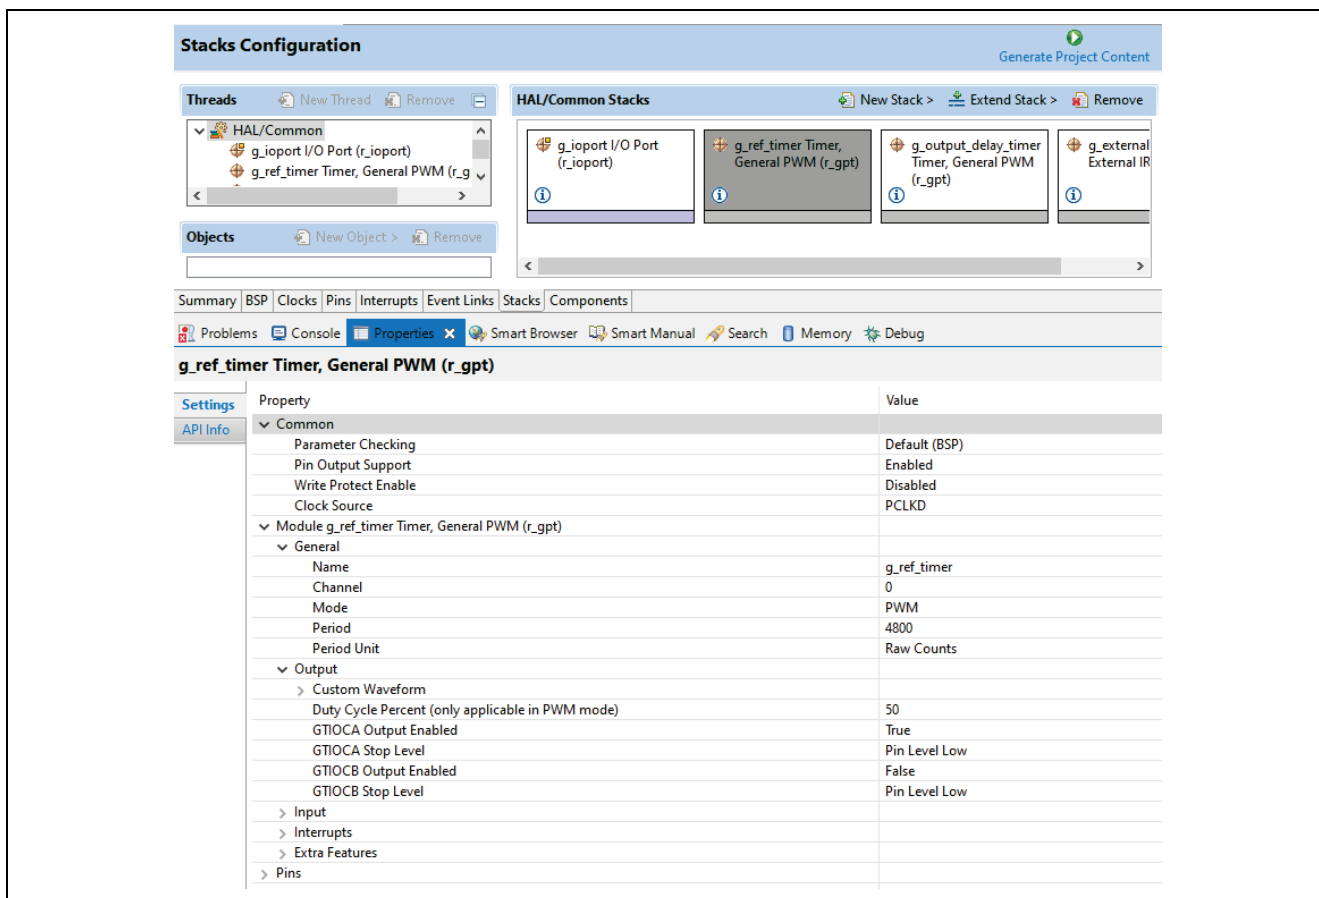 Stacks Configuration
Generate Project Content
Threads
New Thread
Remove
HAL/Common
g_ioport I/O Port (r_ioport)
g_ref_timer Timer, General PWM (r_g
Objects
New Object >
Remove
HAL/Common Stacks
New Stack >
Extend Stack >
Remove
g_ioport I/O Port
(r_ioport)
g_ref_timer Timer,
General PWM (r_gpt)
g_output_delay_timer
Timer, General PWM
(r_gpt)
g_external
External IR
Summary BSP Clocks Pins Interrupts Event Links Stacks Components
Problems Console Properties Smart Browser Smart Manual Search Memory Debug
g_ref_timer Timer, General PWM (r_gpt)
Settings
API Info
Property Value
Common
Parameter Checking Default (BSP)
Pin Output Support Enabled
Write Protect Enable Disabled
Clock Source PCLKD
Module g_ref_timer Timer, General PWM (r_gpt)
General
Name g_ref_timer
Channel 0
Mode PWM
Period 4800
Period Unit Raw Counts
Output
Custom Waveform
Duty Cycle Percent (only applicable in PWM mode) 50
GTIOCA Output Enabled True
GTIOCA Stop Level Pin Level Low
GTIOCB Output Enabled False
GTIOCB Stop Level Pin Level Low
Input
Interrupts
Extra Features
Pins